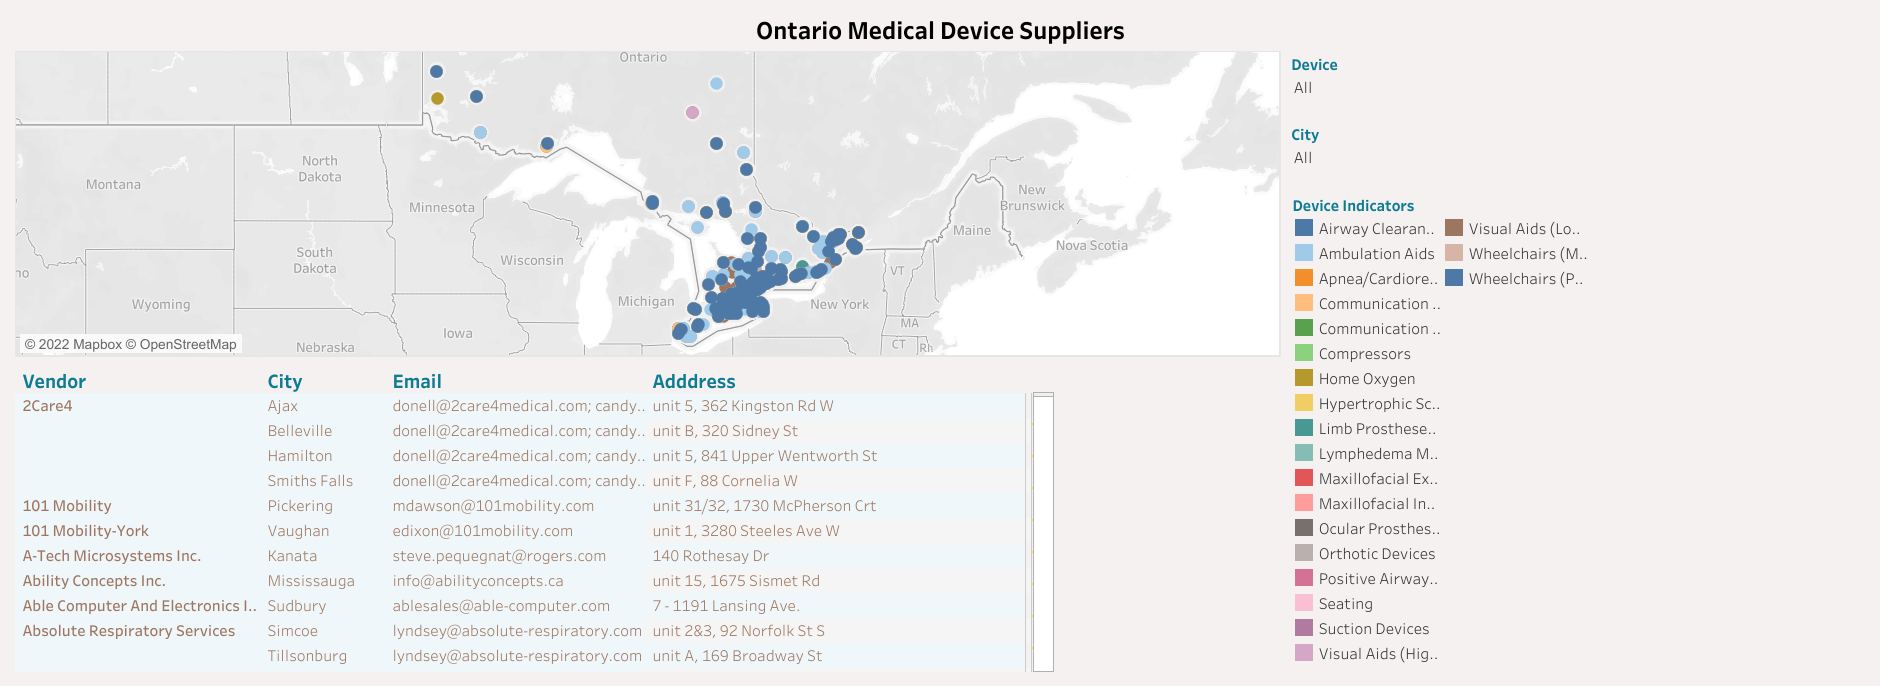 Ontario Medical Device Suppliers
Ontario
Montana
North
Dakota
Minnesota
South
Dakota
Wisconsin
Wyoming
Michigan
Iowa
Nebraska
New York
VT
MA
CT
Rh
Maine
New
Brunswick
Nova Scotia
no
© 2022 Mapbox © OpenStreetMap
Device
All
City
All
Device Indicators
Airway Clearan..
Ambulation Aids
Apnea/Cardiore..
Communication ..
Communication ..
Compressors
Home Oxygen
Hypertrophic Sc..
Limb Prosthese..
Lymphedema M..
Maxillofacial Ex..
Maxillofacial In..
Ocular Prosthes..
Orthotic Devices
Positive Airway..
Seating
Suction Devices
Visual Aids (Hig..
Visual Aids (Lo..
Wheelchairs (M..
Wheelchairs (P..
Vendor City Email Adddress
2Care4 Ajax donell@2care4medical.com; candy.. unit 5, 362 Kingston Rd W
Belleville donell@2care4medical.com; candy.. unit B, 320 Sidney St
Hamilton donell@2care4medical.com; candy.. unit 5, 841 Upper Wentworth St
Smiths Falls donell@2care4medical.com; candy.. unit F, 88 Cornelia W
101 Mobility Pickering mdawson@101mobility.com unit 31/32, 1730 McPherson Crt
101 Mobility-York Vaughan edixon@101mobility.com unit 1, 3280 Steeles Ave W
A-Tech Microsystems Inc. Kanata steve.pequegnat@rogers.com 140 Rothesay Dr
Ability Concepts Inc. Mississauga info@abilityconcepts.ca unit 15, 1675 Sismet Rd
Able Computer And Electronics I.. Sudbury ablesales@able-computer.com 7 - 1191 Lansing Ave.
Absolute Respiratory Services Simcoe lyndsey@absolute-respiratory.com unit 2&3, 92 Norfolk St S
Tillsonburg lyndsey@absolute-respiratory.com unit A, 169 Broadway St